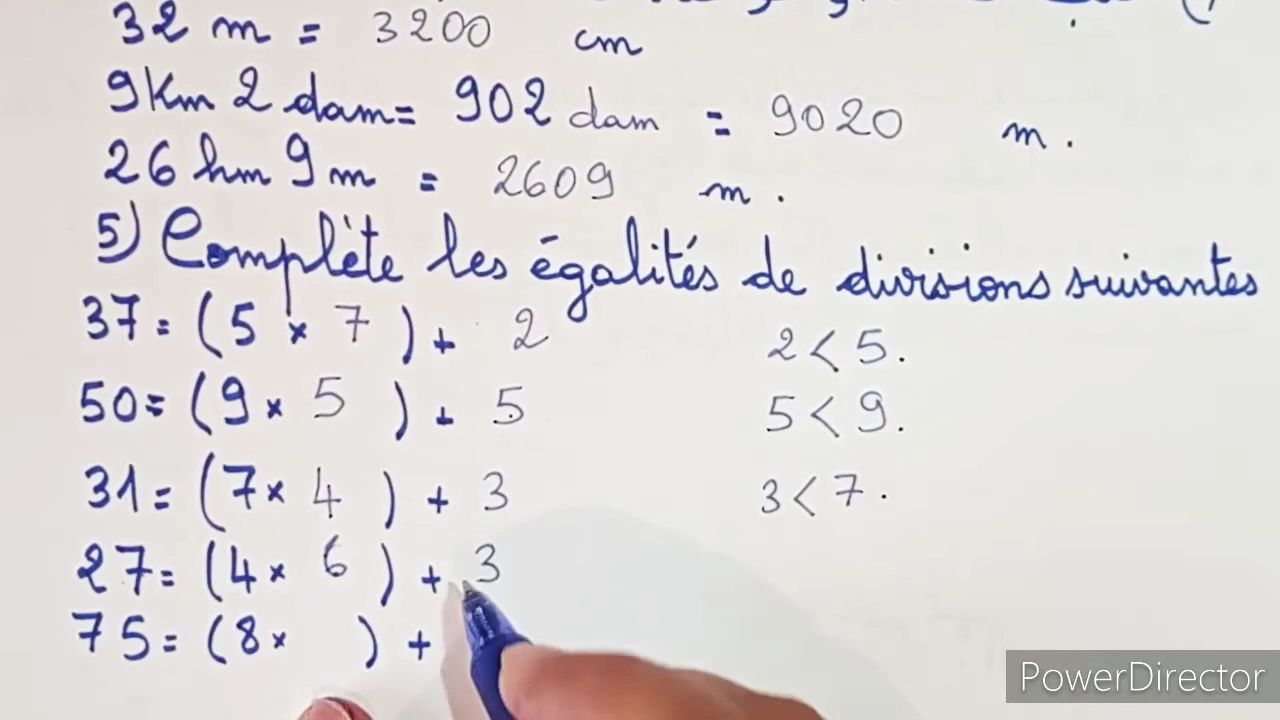 32 m = 3200 cm
9Km 2 dam = 902 dam = 9020 m.
26 hm 9 m = 2609 m.
5) Complète les égalités de divisions suivantes
37 = (5 × 7) + 2 2 < 5.
50 = (9 × 5) + 5 5 < 9.
31 = (7 × 4) + 3 3 < 7.
27 = (4 × 6) + 3
75 = (8 × ) +
PowerDirector